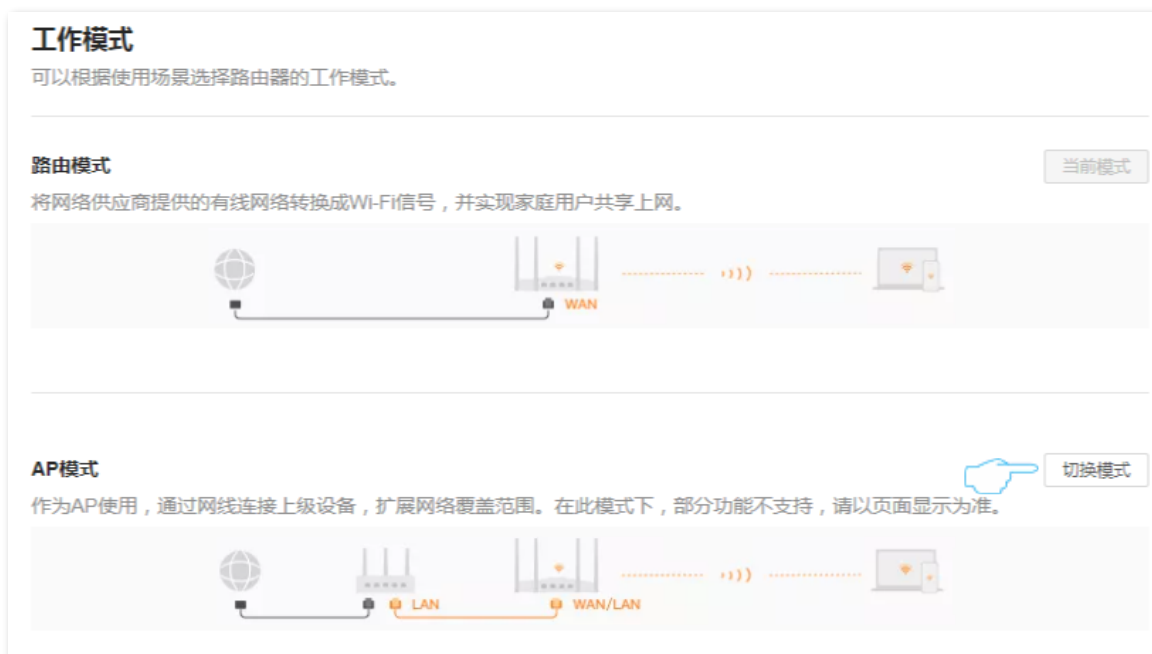 工作模式
可以根据使用场景选择路由器的工作模式。
路由模式
当前模式
将网络供应商提供的有线网络转换成Wi-Fi信号，并实现家庭用户共享上网。
WAN
AP模式
切换模式
作为AP使用，通过网线连接上级设备，扩展网络覆盖范围。在此模式下，部分功能不支持，请以页面显示为准。
LAN
WAN/LAN